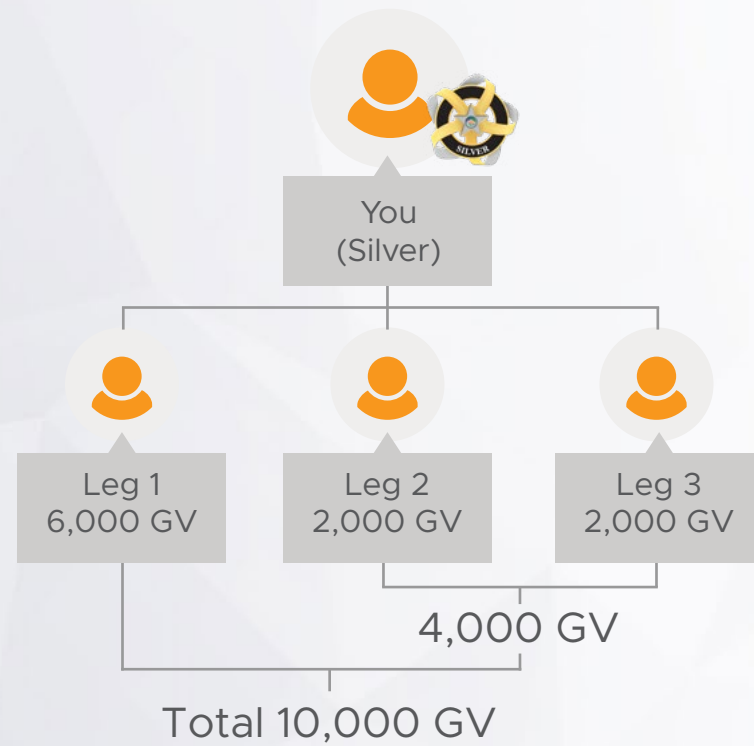 SILVER
You
(Silver)
Leg 1
6,000 GV
Leg 2
2,000 GV
Leg 3
2,000 GV
4,000 GV
Total 10,000 GV